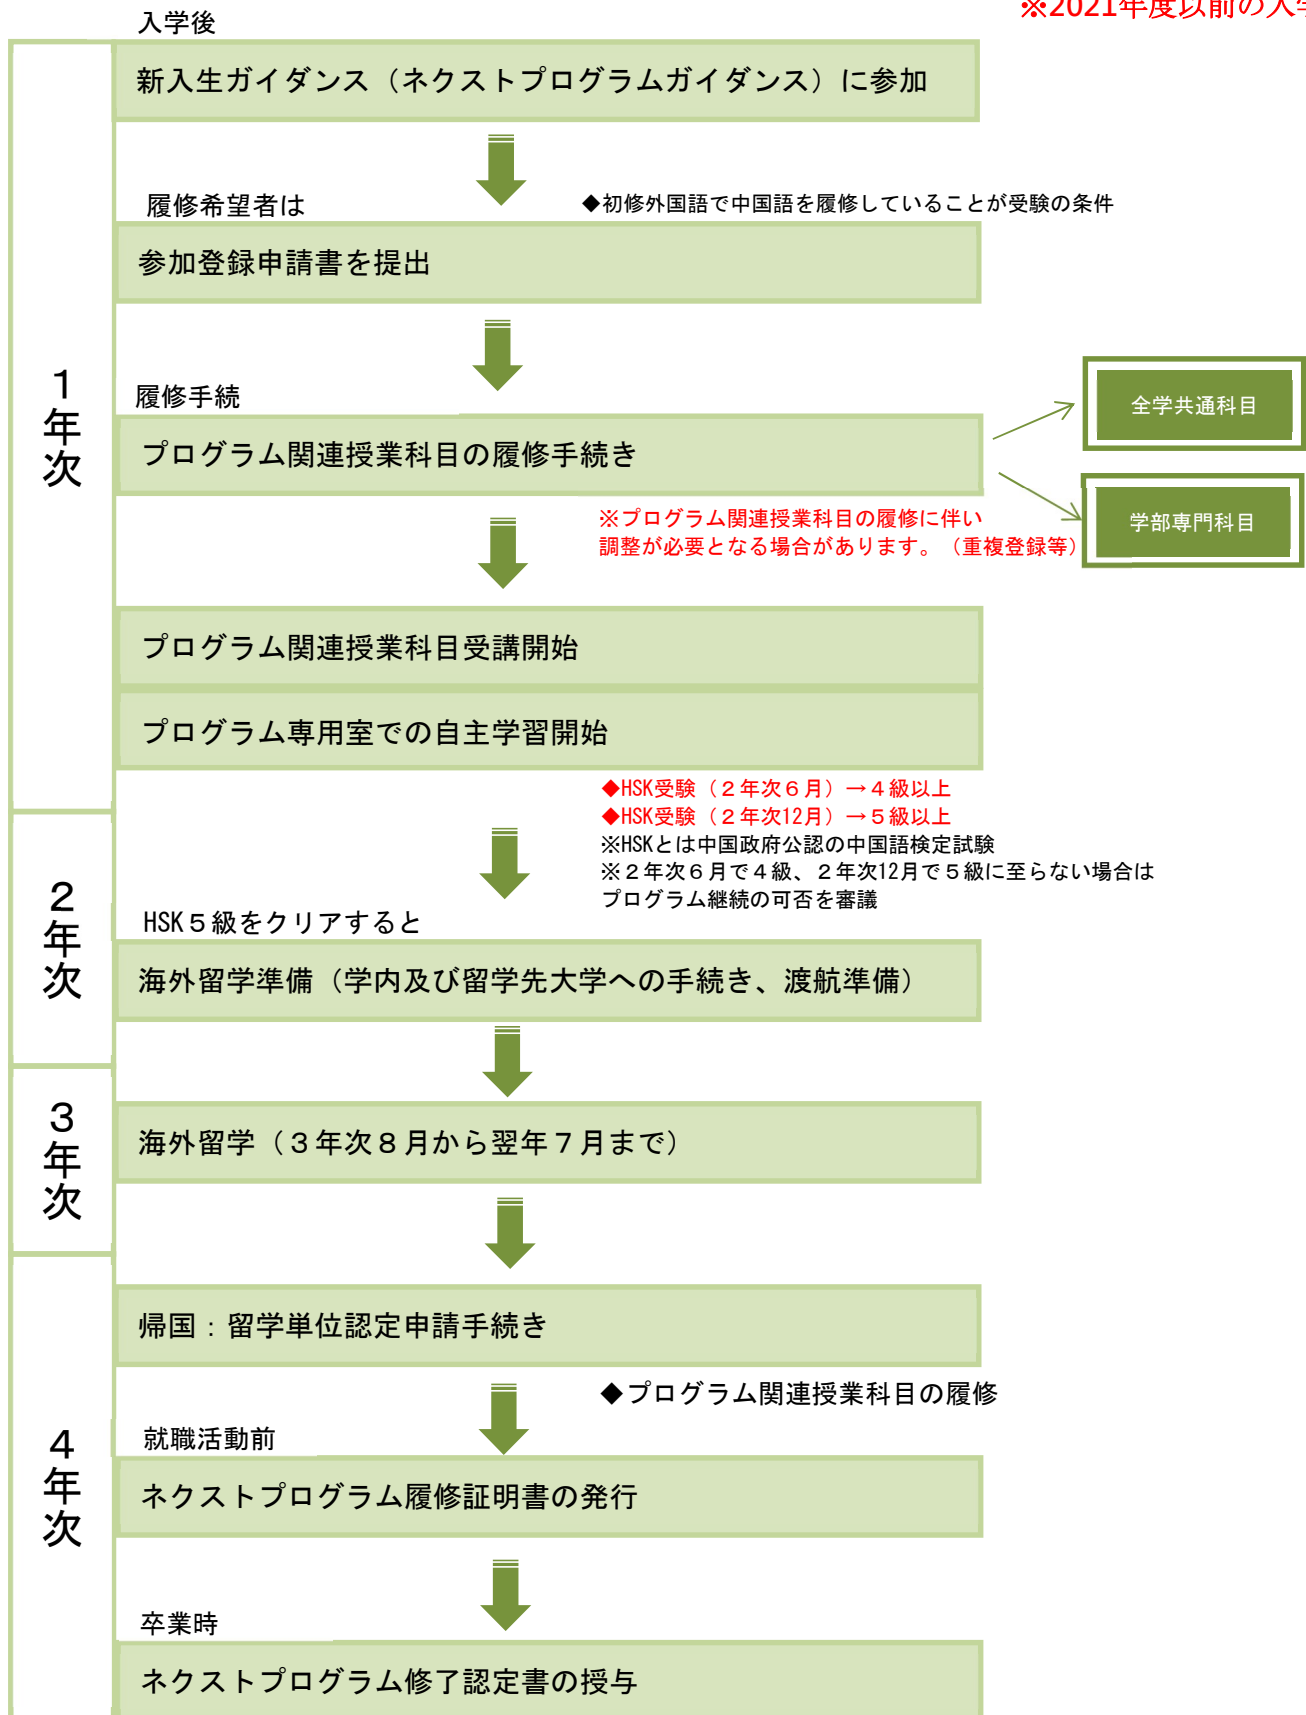 ※2021年度以前の入学
入学後
新入生ガイダンス（ネクストプログラムガイダンス）に参加
履修希望者は
◆初修外国語で中国語を履修していることが受験の条件
参加登録申請書を提出
1年次
履修手続
プログラム関連授業科目の履修手続き
全学共通科目
学部専門科目
※プログラム関連授業科目の履修に伴い
調整が必要となる場合があります。（重複登録等）
プログラム関連授業科目受講開始
プログラム専用室での自主学習開始
◆HSK受験（２年次６月）→４級以上
◆HSK受験（２年次12月）→５級以上
※HSKとは中国政府公認の中国語検定試験
※２年次６月で４級、２年次12月で５級に至らない場合は
プログラム継続の可否を審議
2年次
HSK５級をクリアすると
海外留学準備（学内及び留学先大学への手続き、渡航準備）
3年次
海外留学（３年次８月から翌年７月まで）
帰国：留学単位認定申請手続き
◆プログラム関連授業科目の履修
4年次
就職活動前
ネクストプログラム履修証明書の発行
卒業時
ネクストプログラム修了認定書の授与